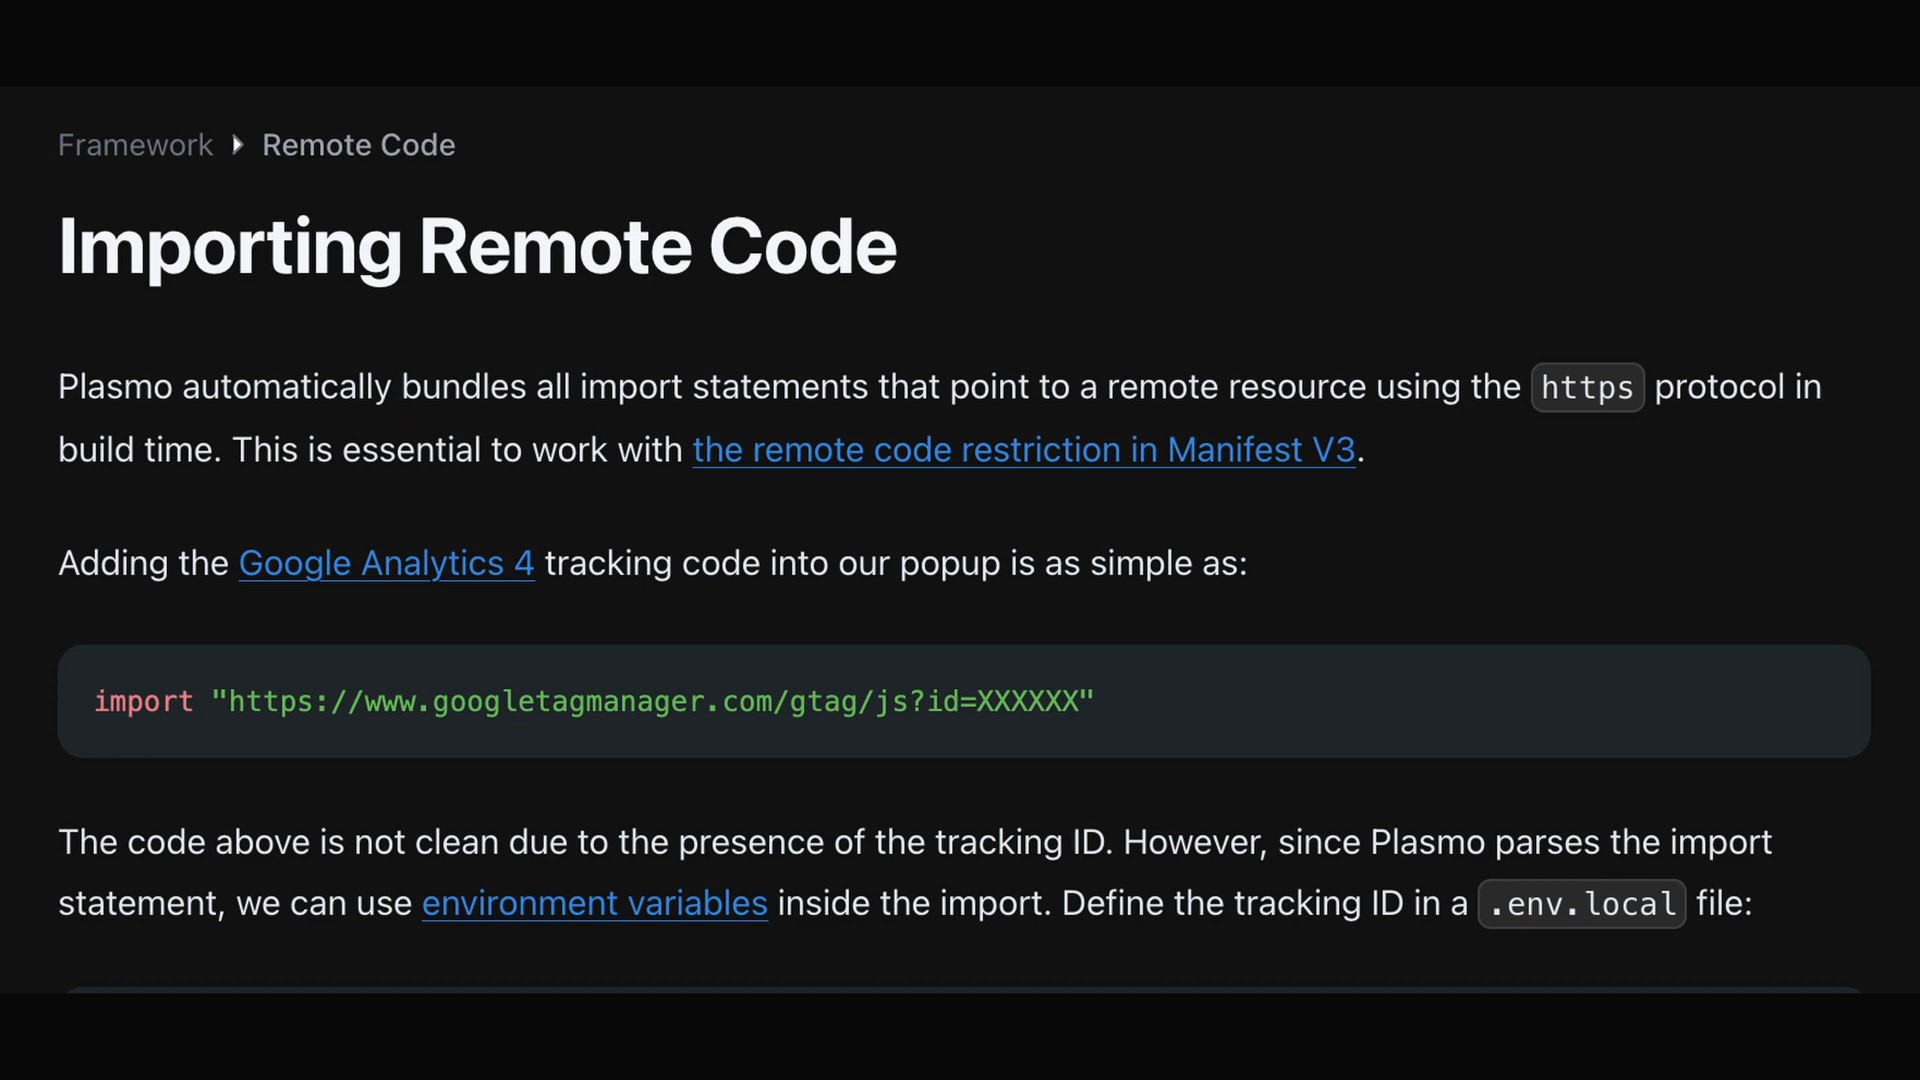 Framework Remote Code
Importing Remote Code
Plasmo automatically bundles all import statements that point to a remote resource using the https protocol in
build time. This is essential to work with the remote code restriction in Manifest V3.
Adding the Google Analytics 4 tracking code into our popup is as simple as:
import "https://www.googletagmanager.com/gtag/js?id=XXXXXX"
The code above is not clean due to the presence of the tracking ID. However, since Plasmo parses the import
statement, we can use environment variables inside the import. Define the tracking ID in a .env.local file: